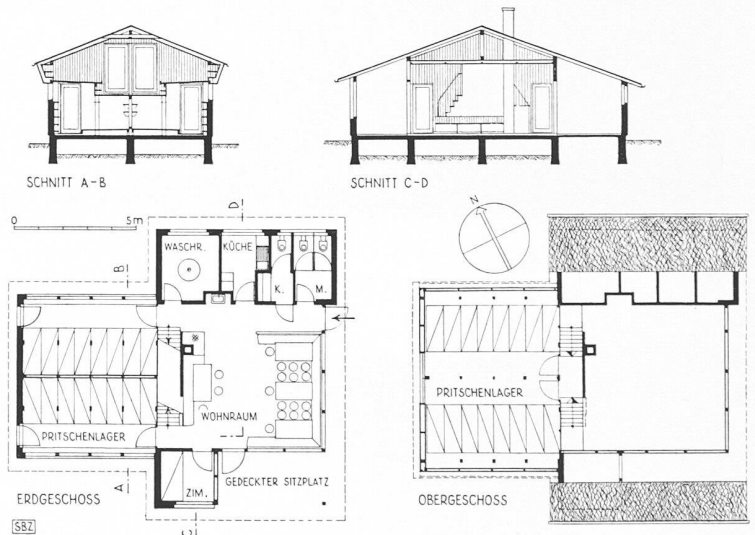 SCHNITT A-B
SCHNITT C-D
0 5m
D
N
WASCHR.
KÜCHE
K.
M.
B
WOHNRAUM
PRITSCHENLAGER
PRITSCHENLAGER
A
ZIM.
GEDECKTER SITZPLATZ
ERDGESCHOSS
OBERGESCHOSS
C
SBZ